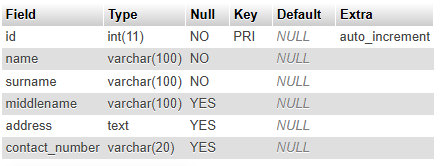 Field Type Null Key Default Extra
id int(11) NO PRI NULL auto_increment
name varchar(100) NO NULL
surname varchar(100) NO NULL
middlename varchar(100) YES NULL
address text YES NULL
contact_number varchar(20) YES NULL